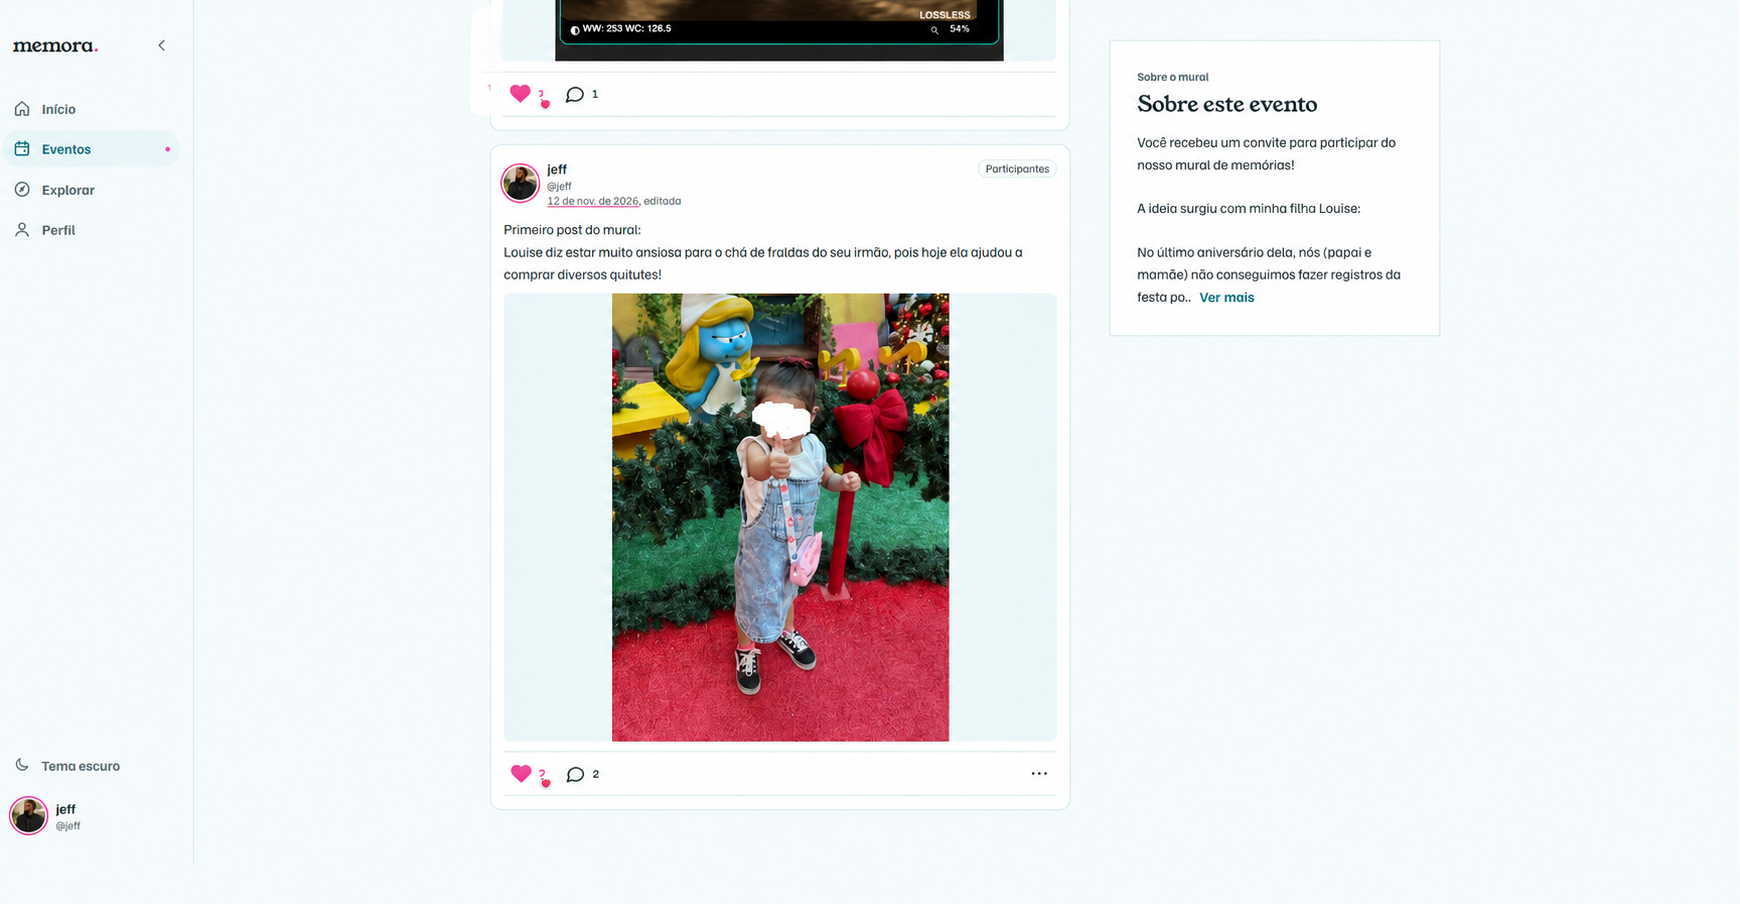 memora.
Início
Eventos
Explorar
Perfil
Tema escuro
jeff
@jeff
LOSSLESS
WW: 253 WC: 126.5
54%
1
jeff
@jeff
12 de nov. de 2026, editada
Participantes
Primeiro post do mural:
Louise diz estar muito ansiosa para o chá de fraldas do seu irmão, pois hoje ela ajudou a
comprar diversos quitutes!
2
Sobre o mural
Sobre este evento
Você recebeu um convite para participar do
nosso mural de memórias!
A ideia surgiu com minha filha Louise:
No último aniversário dela, nós (papai e
mamãe) não conseguimos fazer registros da
festa po.. Ver mais